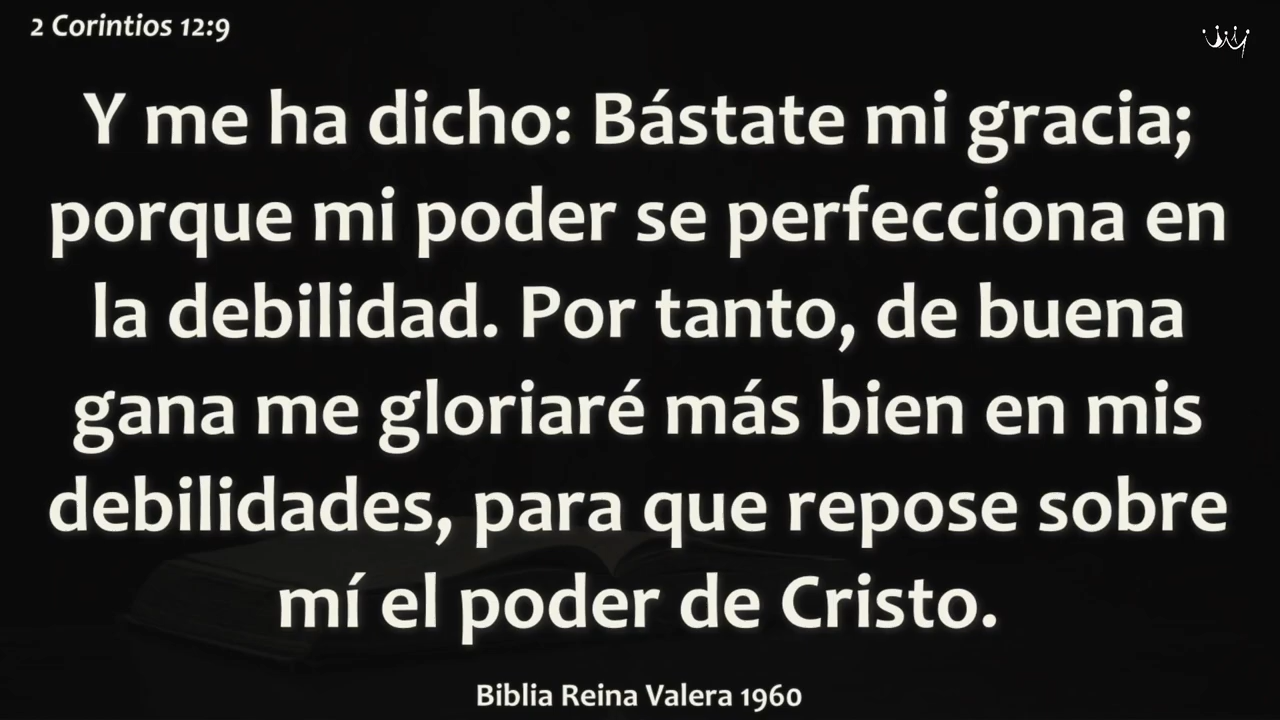 2 Corintios 12:9
Y me ha dicho: Bástate mi gracia;
porque mi poder se perfecciona en
la debilidad. Por tanto, de buena
gana me gloriaré más bien en mis
debilidades, para que repose sobre
mí el poder de Cristo.
Biblia Reina Valera 1960